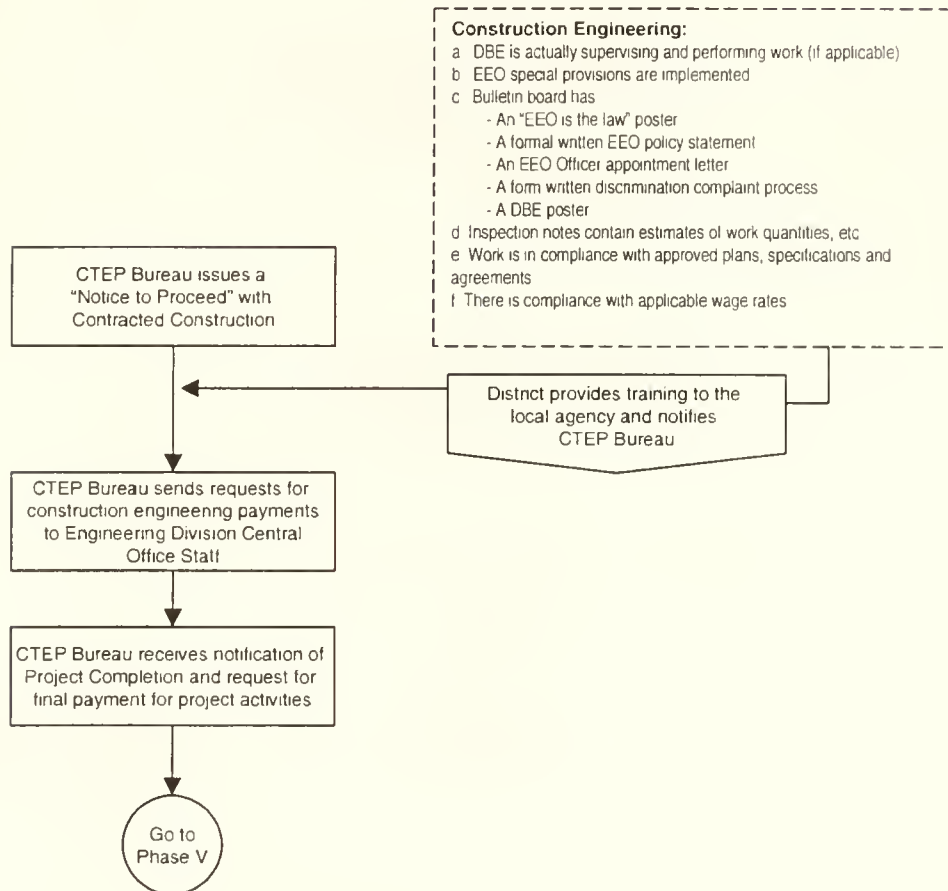 Construction Engineering:
a DBE is actually supervising and performing work (if applicable)
b EEO special provisions are implemented
c Bulletin board has
- An "EEO is the law" poster
- A formal written EEO policy statement
- An EEO Officer appointment letter
- A form written discrimination complaint process
- A DBE poster
d Inspection notes contain estimates of work quantities, etc
e Work is in compliance with approved plans, specifications and
agreements
f There is compliance with applicable wage rates
CTEP Bureau issues a
"Notice to Proceed" with
Contracted Construction
District provides training to the
local agency and notifies
CTEP Bureau
CTEP Bureau sends requests for
construction engineering payments
to Engineering Division Central
Office Staff
CTEP Bureau receives notification of
Project Completion and request for
final payment for project activities
Go to
Phase V